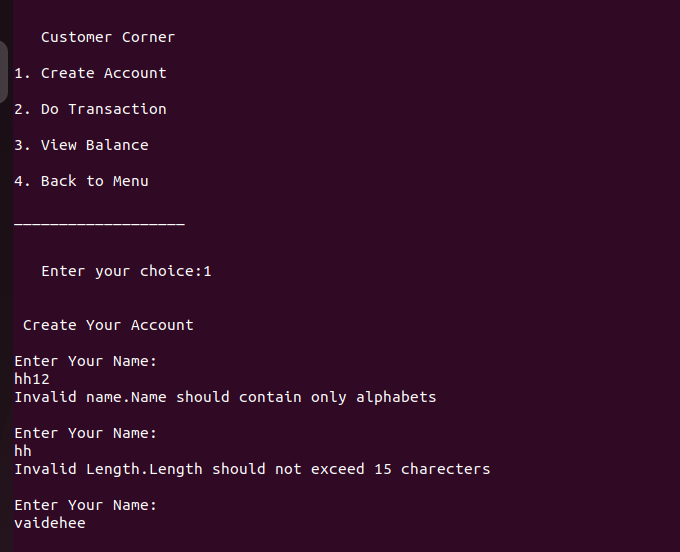 Customer Corner
1. Create Account
2. Do Transaction
3. View Balance
4. Back to Menu
___________________
Enter your choice:1
Create Your Account
Enter Your Name:
hh12
Invalid name.Name should contain only alphabets
Enter Your Name:
hh
Invalid Length.Length should not exceed 15 charecters
Enter Your Name:
vaidehee